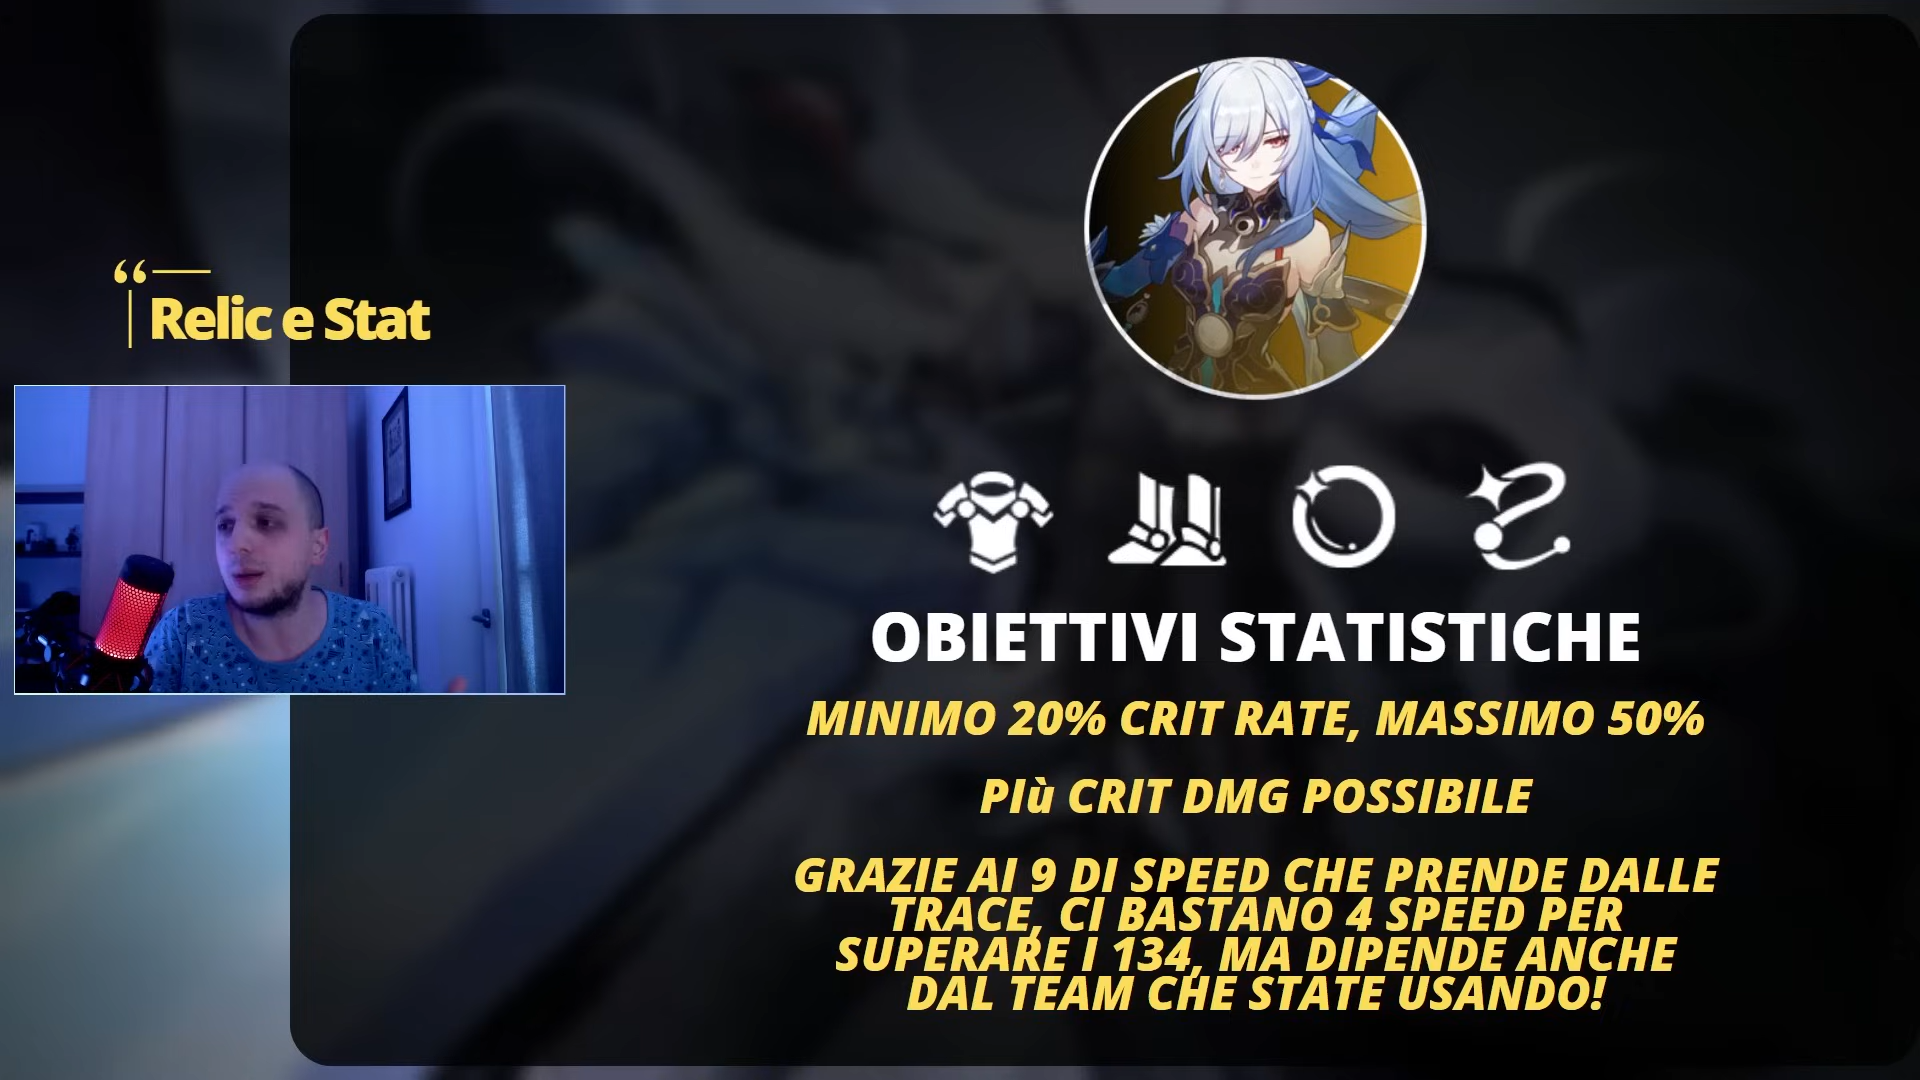 Relic e Stat
OBIETTIVI STATISTICHE
MINIMO 20% CRIT RATE, MASSIMO 50%
PIù CRIT DMG POSSIBILE
GRAZIE AI 9 DI SPEED CHE PRENDE DALLE
TRACE, CI BASTANO 4 SPEED PER
SUPERARE I 134, MA DIPENDE ANCHE
DAL TEAM CHE STATE USANDO!